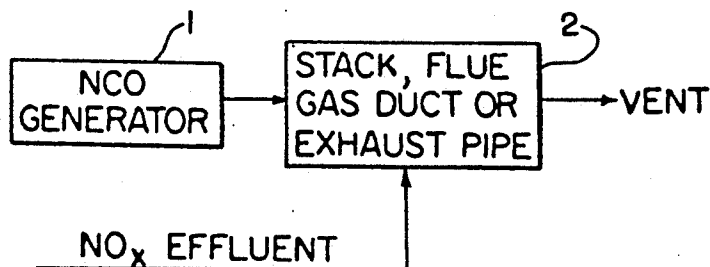 1
NCO
GENERATOR
2
STACK, FLUE
GAS DUCT OR
EXHAUST PIPE
VENT
NOx EFFLUENT